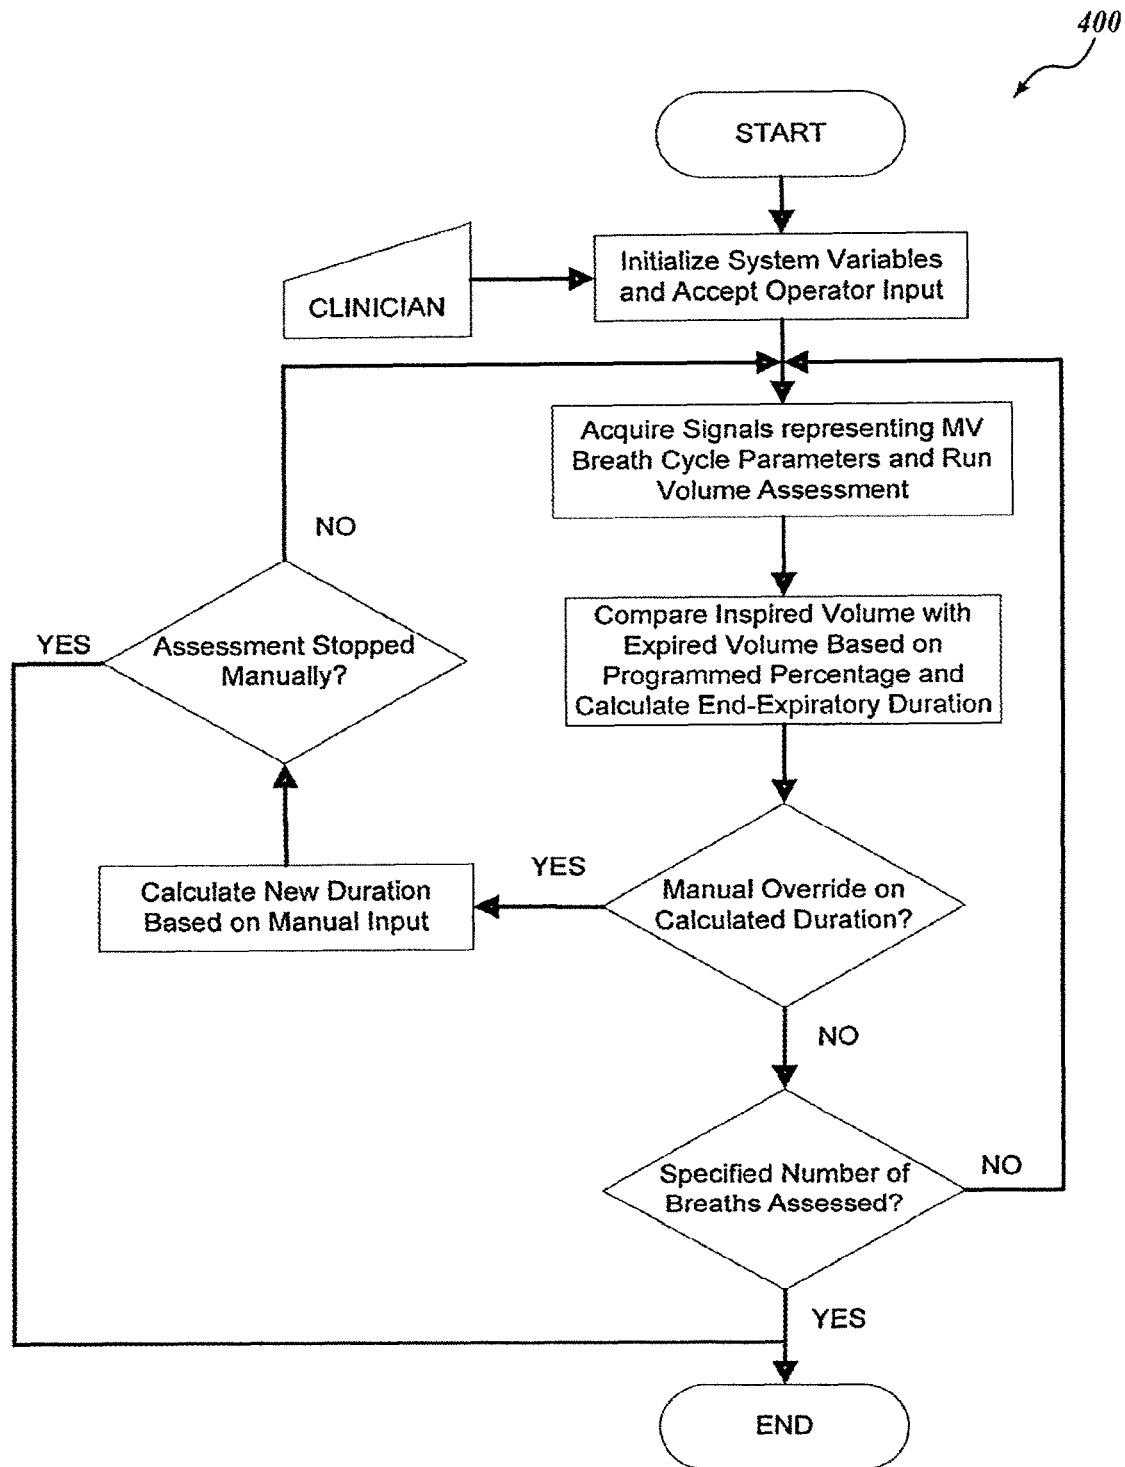 400
START
Initialize System Variables
and Accept Operator Input
CLINICIAN
Acquire Signals representing MV
Breath Cycle Parameters and Run
Volume Assessment
NO
Compare Inspired Volume with
Expired Volume Based on
Programmed Percentage and
Calculate End-Expiratory Duration
YES
Assessment Stopped
Manually?
YES
Manual Override on
Calculated Duration?
Calculate New Duration
Based on Manual Input
NO
Specified Number of
Breaths Assessed?
NO
YES
END